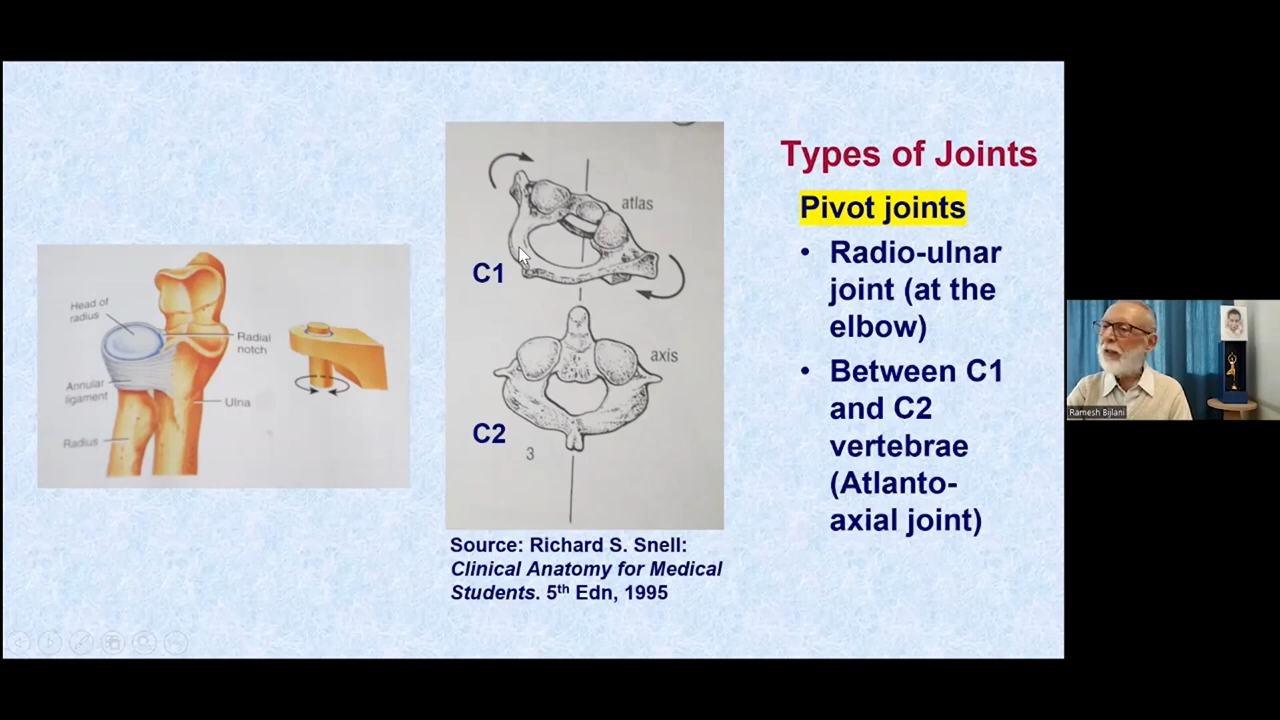 Types of Joints
Pivot joints
• Radio-ulnar
joint (at the
elbow)
• Between C1
and C2
vertebrae
(Atlanto-
axial joint)
Head of
radius
Radial
notch
Annular
ligament
Ulna
Radius
atlas
C1
axis
C2
3
Source: Richard S. Snell:
Clinical Anatomy for Medical
Students. 5th Edn, 1995
Ramesh Bijlani